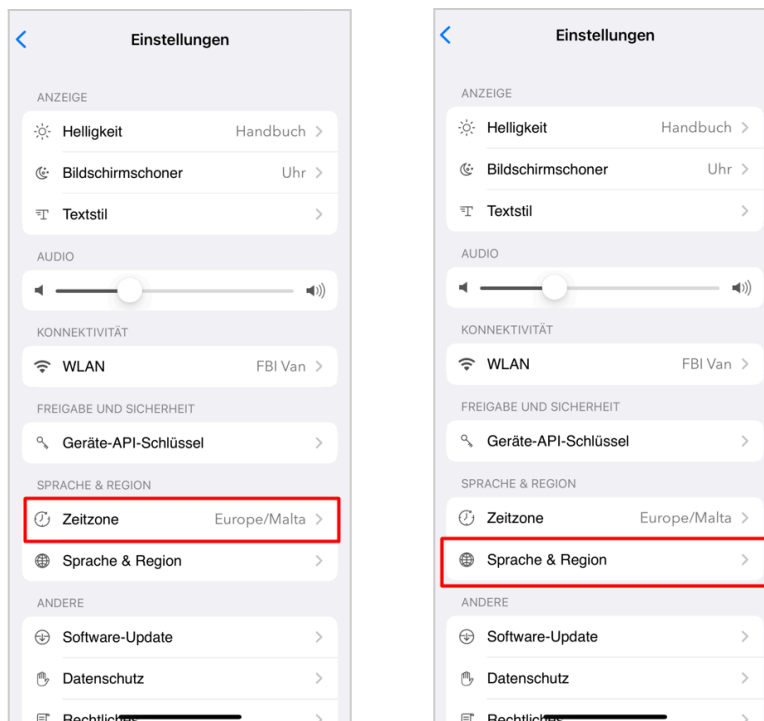 Einstellungen
ANZEIGE
Helligkeit Handbuch
Bildschirmschoner Uhr
Textstil
AUDIO
KONNEKTIVITÄT
WLAN FBI Van
FREIGABE UND SICHERHEIT
Geräte-API-Schlüssel
SPRACHE & REGION
Zeitzone Europe/Malta
Sprache & Region
ANDERE
Software-Update
Datenschutz
Rechtliches
Einstellungen
ANZEIGE
Helligkeit Handbuch
Bildschirmschoner Uhr
Textstil
AUDIO
KONNEKTIVITÄT
WLAN FBI Van
FREIGABE UND SICHERHEIT
Geräte-API-Schlüssel
SPRACHE & REGION
Zeitzone Europe/Malta
Sprache & Region
ANDERE
Software-Update
Datenschutz
Rechtliches